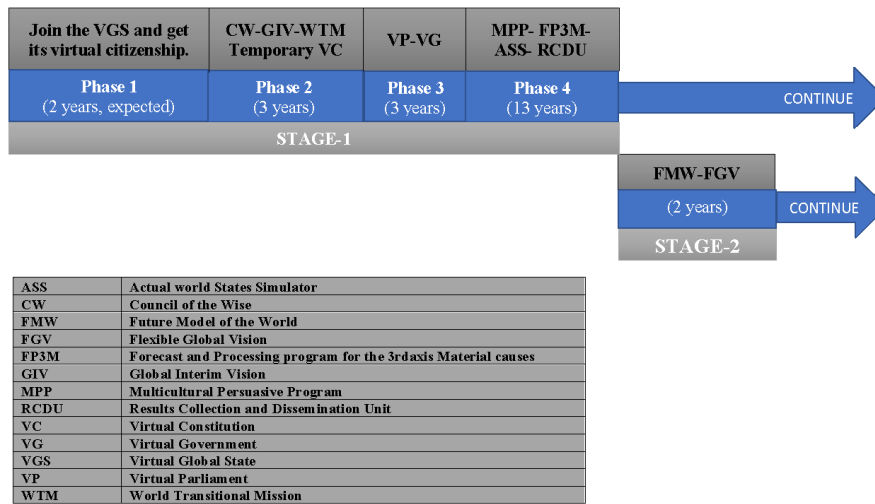 Join the VGS and get
its virtual citizenship.
CW-GIV-WTM
Temporary VC
VP-VG
MPP- FP3M-
ASS- RCDU
Phase 1
(2 years, expected)
Phase 2
(3 years)
Phase 3
(3 years)
Phase 4
(13 years)
CONTINUE
STAGE-1
FMW-FGV
(2 years)
CONTINUE
STAGE-2
ASS Actual world States Simulator
CW Council of the Wise
FMW Future Model of the World
FGV Flexible Global Vision
FP3M Forecast and Processing program for the 3rdaxis Material causes
GIV Global Interim Vision
MPP Multicultural Persuasive Program
RCDU Results Collection and Dissemination Unit
VC Virtual Constitution
VG Virtual Government
VGS Virtual Global State
VP Virtual Parliament
WTM World Transitional Mission